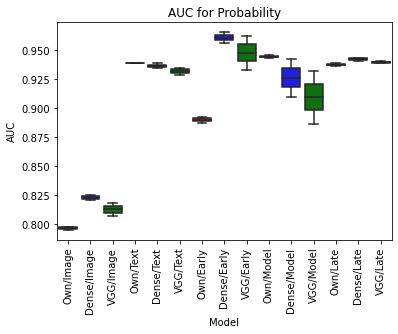 AUC for Probability
AUC
0.950
0.925
0.900
0.875
0.850
0.825
0.800
Own/Image
Dense/Image
VGG/Image
Own/Text
Dense/Text
VGG/Text
Own/Early
Dense/Early
VGG/Early
Own/Model
Dense/Model
VGG/Model
Own/Late
Dense/Late
VGG/Late
Model